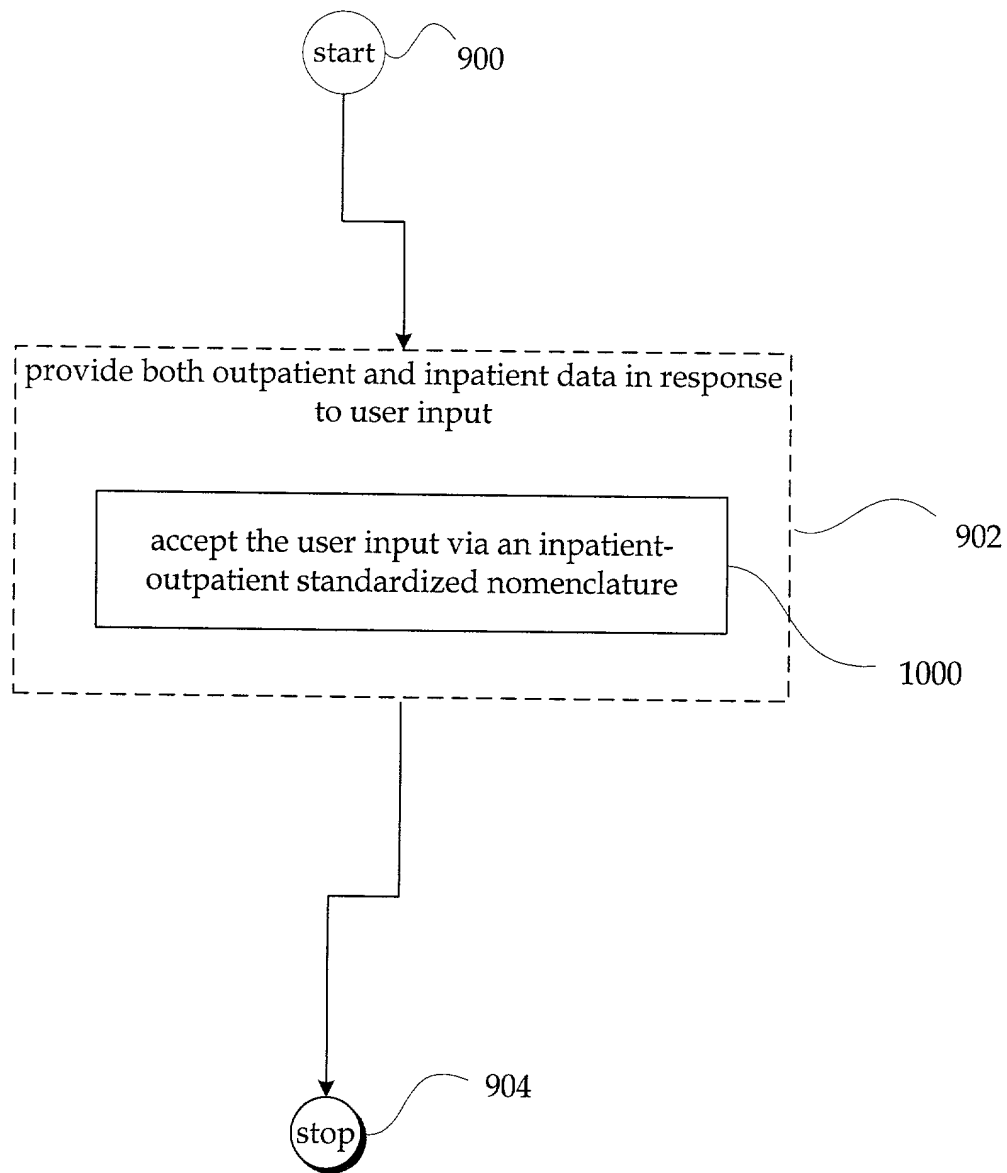 start
900
provide both outpatient and inpatient data in response
to user input
accept the user input via an inpatient-
outpatient standardized nomenclature
902
1000
904
stop